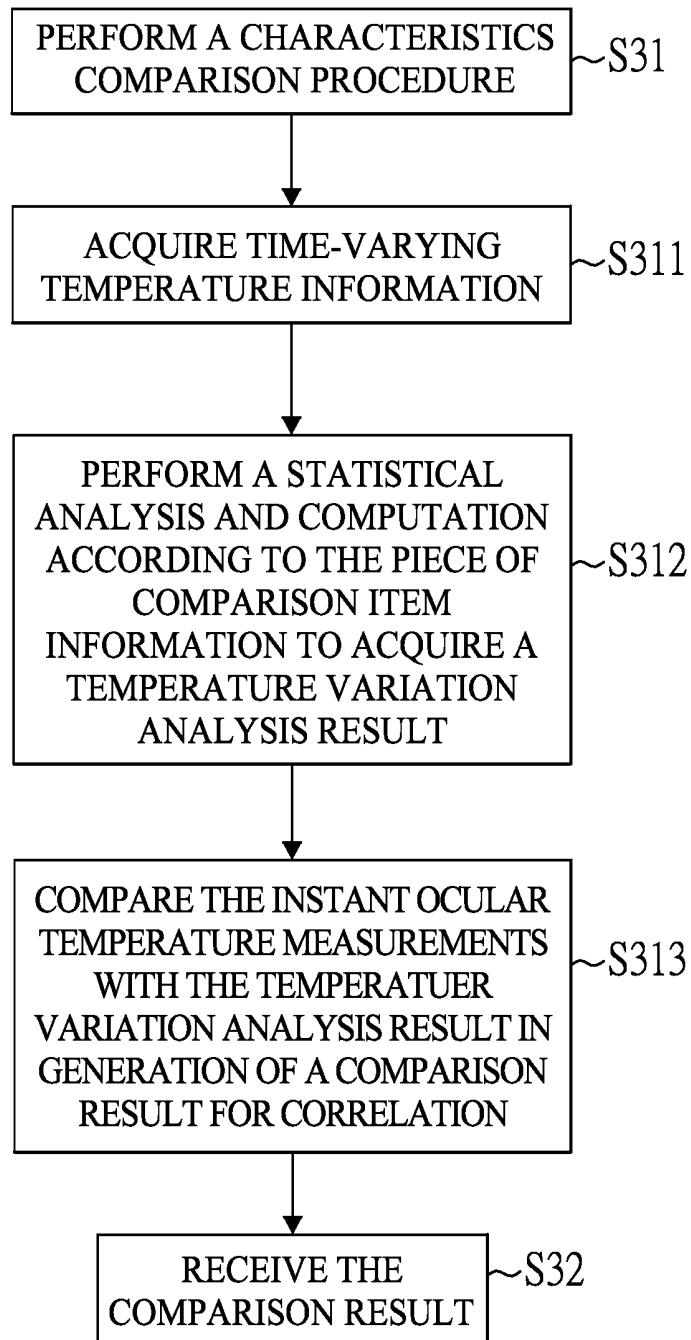 PERFORM A CHARACTERISTICS
COMPARISON PROCEDURE
S31
ACQUIRE TIME-VARYING
TEMPERATURE INFORMATION
S311
PERFORM A STATISTICAL
ANALYSIS AND COMPUTATION
ACCORDING TO THE PIECE OF
COMPARISON ITEM
INFORMATION TO ACQUIRE A
TEMPERATURE VARIATION
ANALYSIS RESULT
S312
COMPARE THE INSTANT OCULAR
TEMPERATURE MEASUREMENTS
WITH THE TEMPERATUER
VARIATION ANALYSIS RESULT IN
GENERATION OF A COMPARISON
RESULT FOR CORRELATION
S313
RECEIVE THE
COMPARISON RESULT
S32